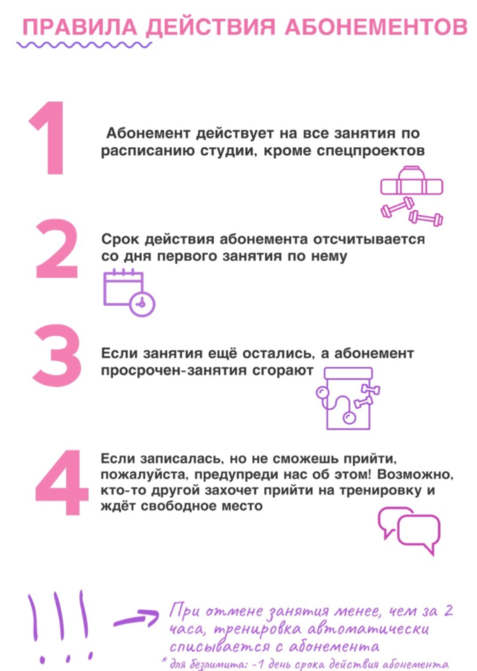 ПРАВИЛА ДЕЙСТВИЯ АБОНЕМЕНТОВ
1
Абонемент действует на все занятия по
расписанию студии, кроме спецпроектов
2
Срок действия абонемента отсчитывается
со дня первого занятия по нему
3
Если занятия ещё остались, а абонемент
просрочен-занятия сгорают
4
Если записалась, но не сможешь прийти,
пожалуйста, предупреди нас об этом! Возможно,
кто-то другой захочет прийти на тренировку и
ждёт свободное место
!!!
При отмене занятия менее, чем за 2
часа, тренировка автоматически
списывается с абонемента
* для безлимита: -1 день срока действия абонемента